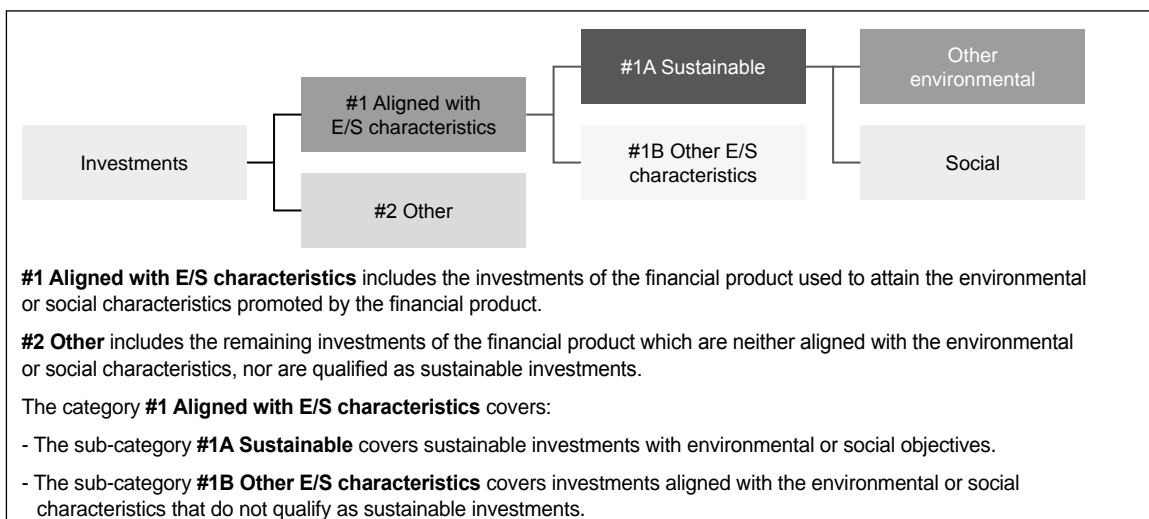 Investments
#1 Aligned with
E/S characteristics
#2 Other
#1A Sustainable
#1B Other E/S
characteristics
Other
environmental
Social
#1 Aligned with E/S characteristics includes the investments of the financial product used to attain the environmental
or social characteristics promoted by the financial product.
#2 Other includes the remaining investments of the financial product which are neither aligned with the environmental
or social characteristics, nor are qualified as sustainable investments.
The category #1 Aligned with E/S characteristics covers:
- The sub-category #1A Sustainable covers sustainable investments with environmental or social objectives.
- The sub-category #1B Other E/S characteristics covers investments aligned with the environmental or social
characteristics that do not qualify as sustainable investments.